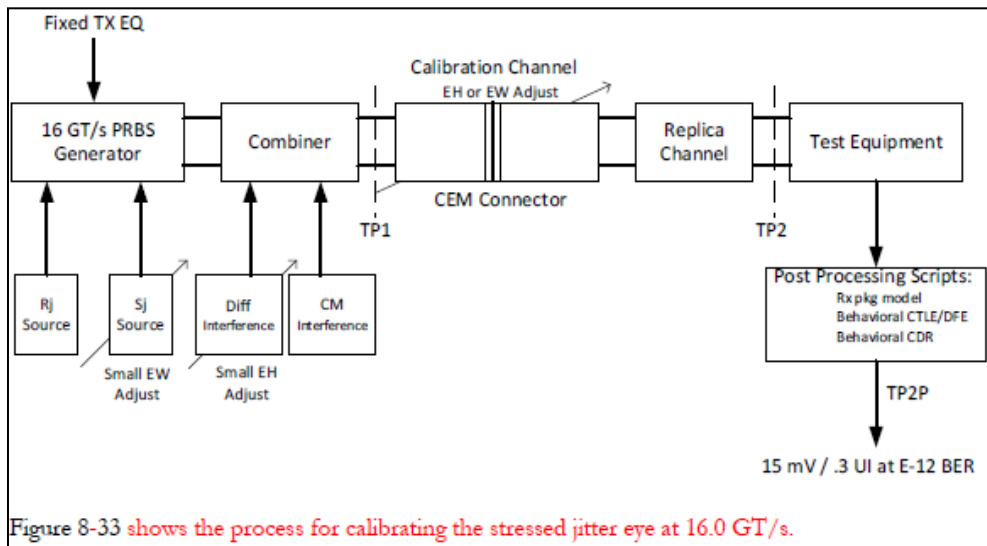 Fixed TX EQ
Calibration Channel
EH or EW Adjust
16 GT/s PRBS
Generator
Combiner
Replica
Channel
Test Equipment
CEM Connector
TP1
TP2
Rj
Source
Sj
Source
Diff
Interference
CM
Interference
Small EW
Adjust
Small EH
Adjust
Post Processing Scripts:
Rx pkg model
Behavioral CTLE/DFE
Behavioral CDR
TP2P
15 mV / .3 UI at E-12 BER
Figure 8-33 shows the process for calibrating the stressed jitter eye at 16.0 GT/s.